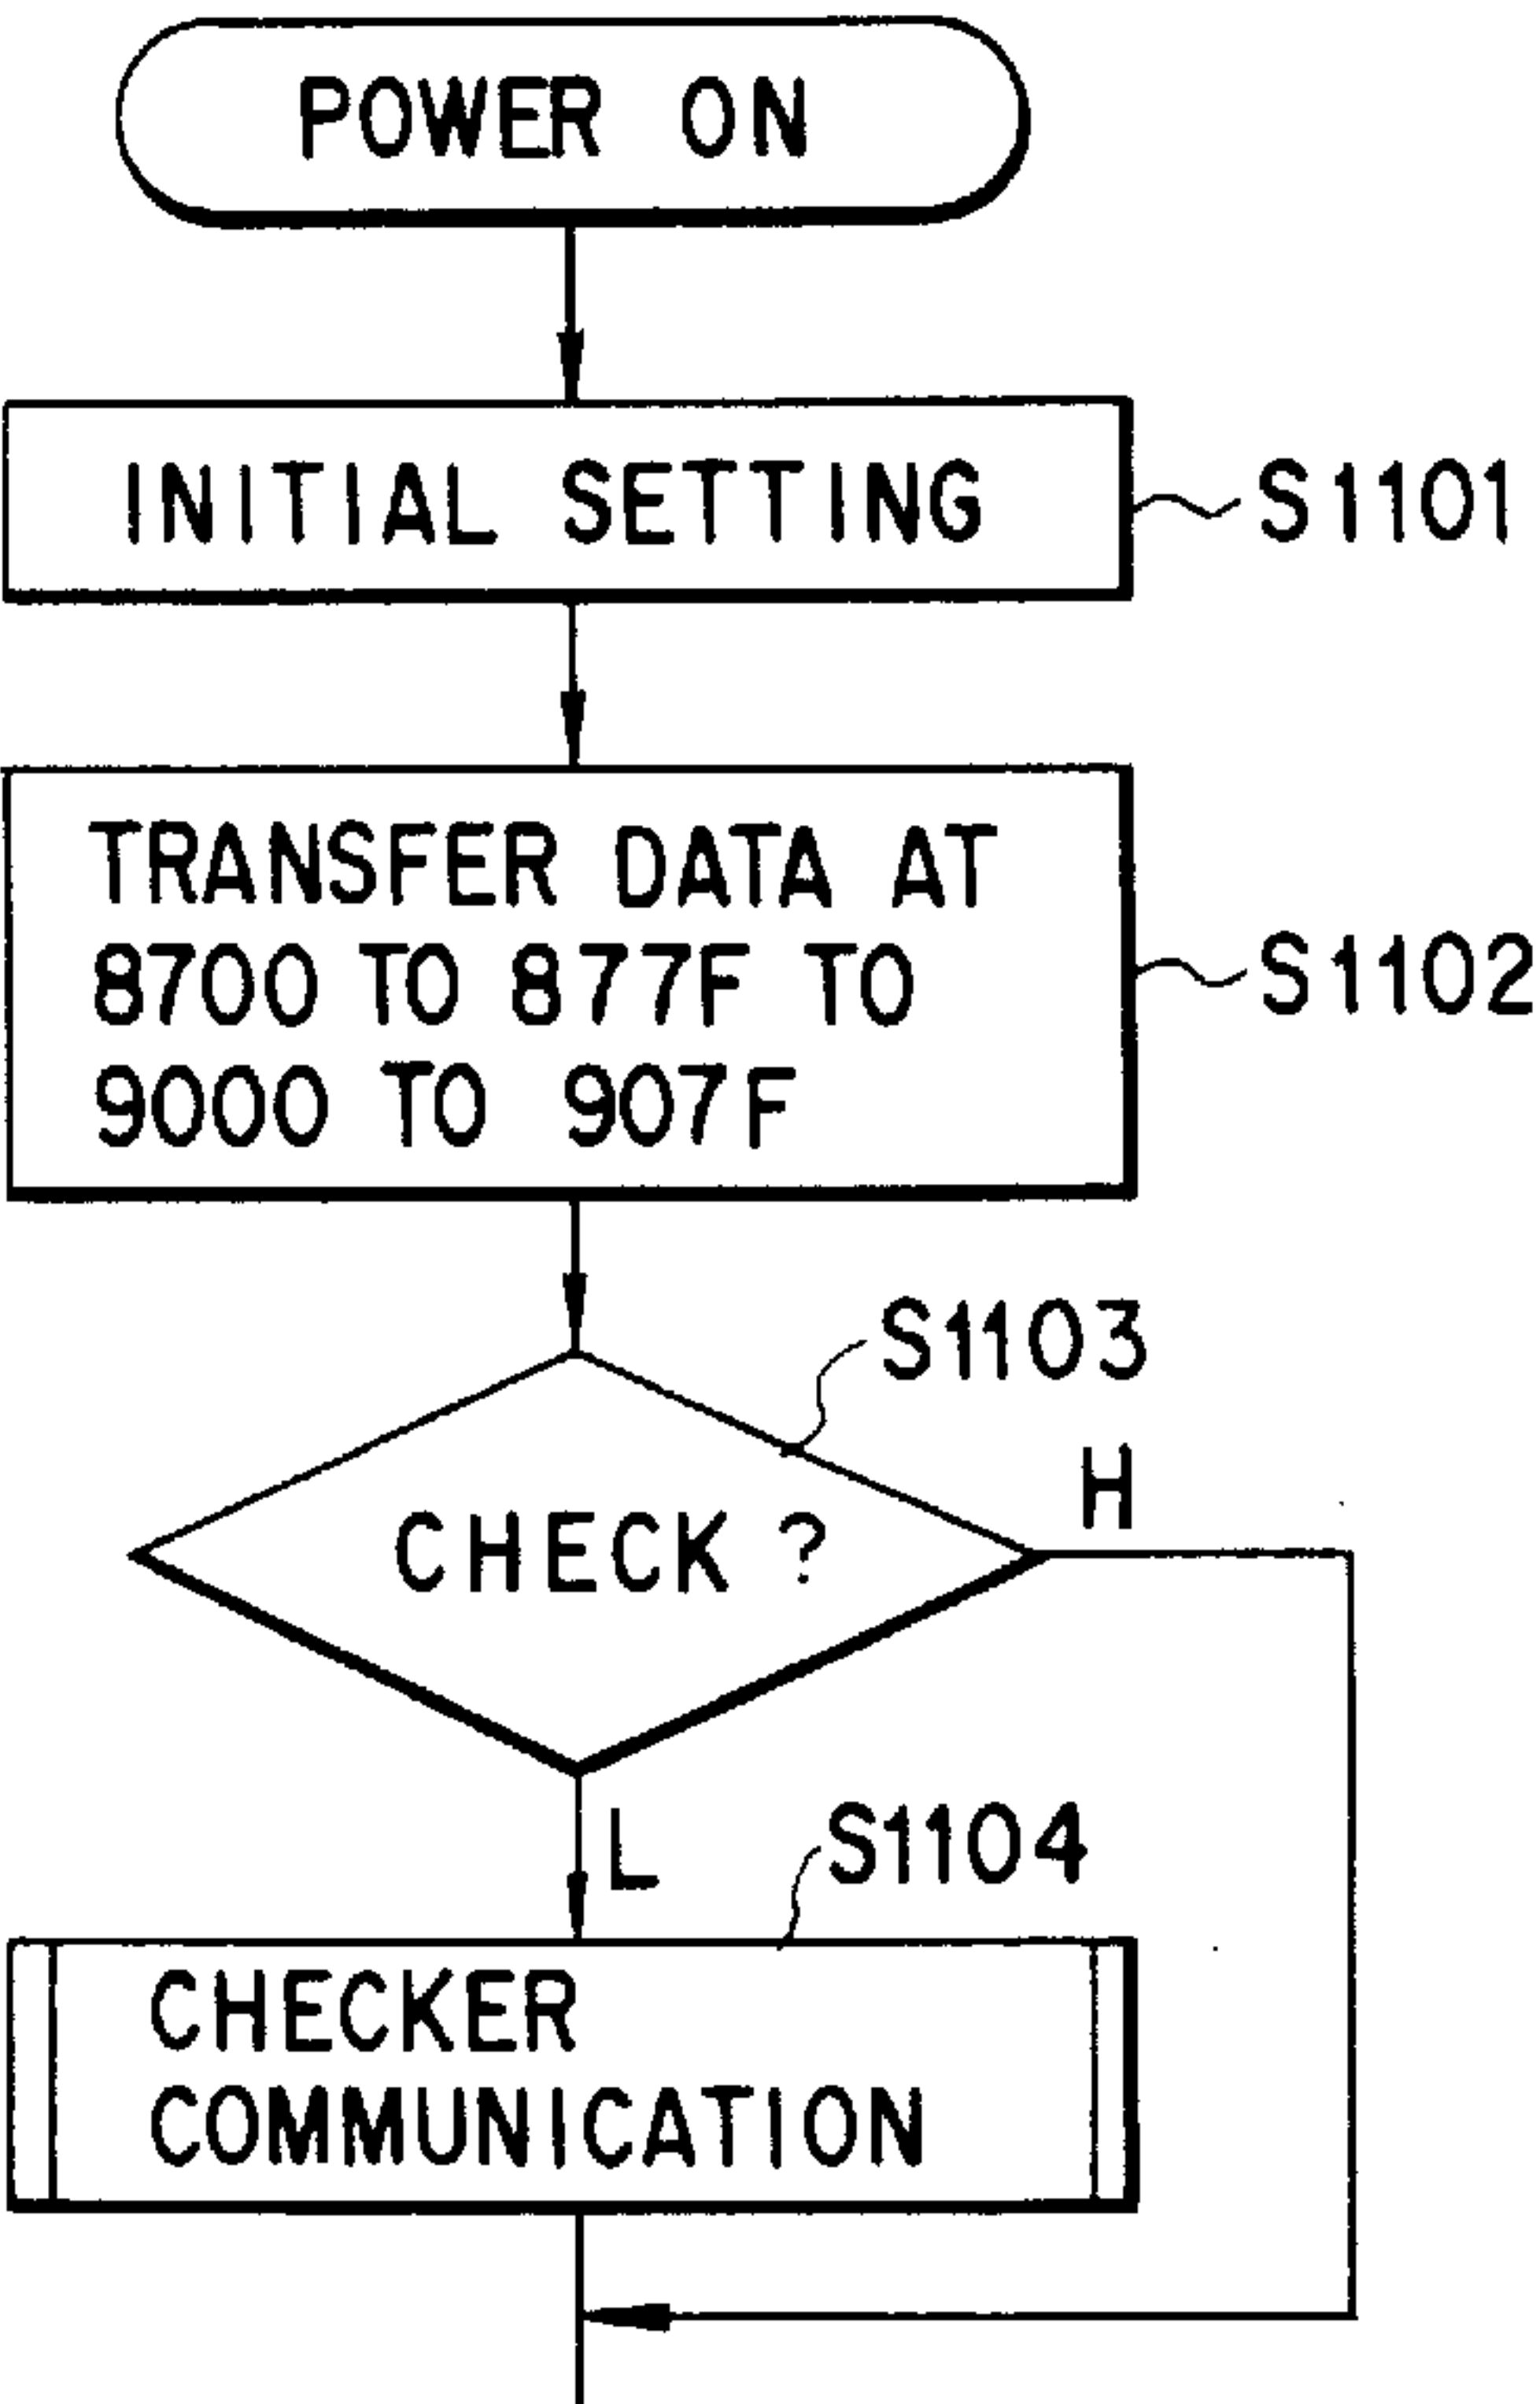 POWER ON
INITIAL SETTING
S1101
TRANSFER DATA AT
8700 TO 877F TO
9000 TO 907F
S1102
S1103
CHECK ?
H
L
S1104
CHECKER
COMMUNICATION